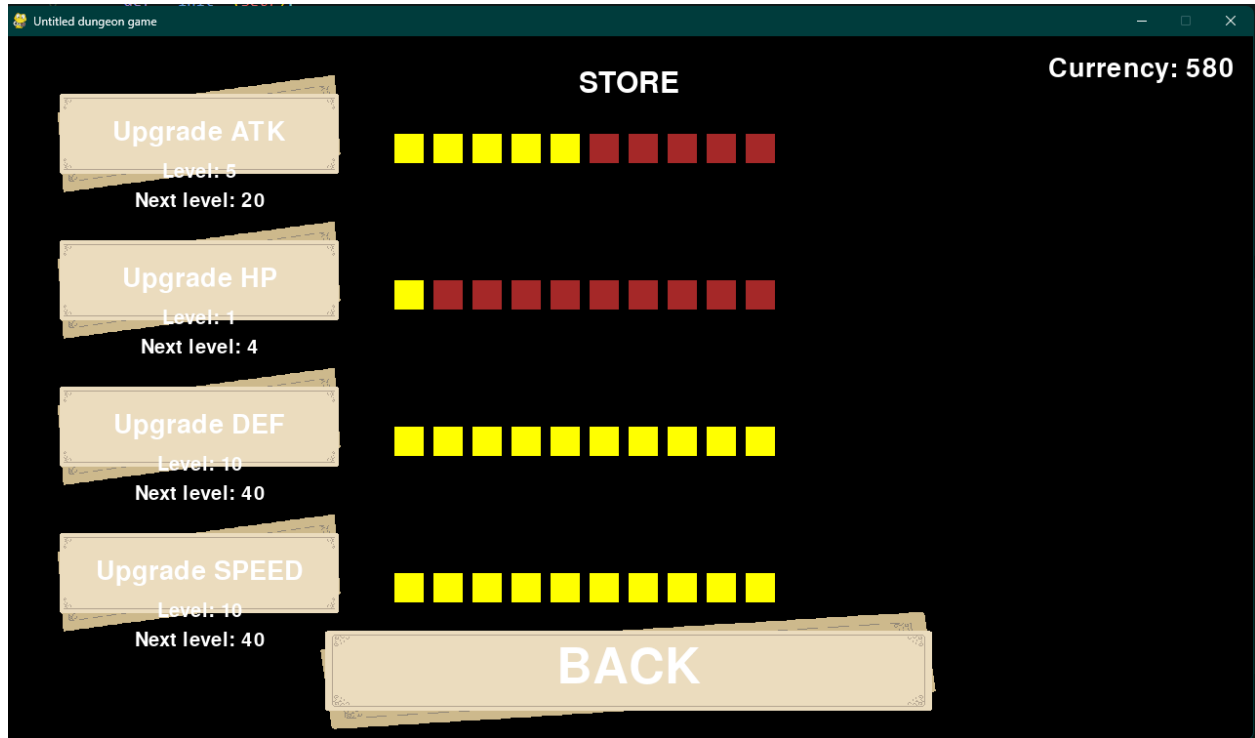 Untitled dungeon game
Currency: 580
STORE
Upgrade ATK
Level: 5
Next level: 20
Upgrade HP
Level: 1
Next level: 4
Upgrade DEF
Level: 10
Next level: 40
Upgrade SPEED
Level: 10
Next level: 40
BACK